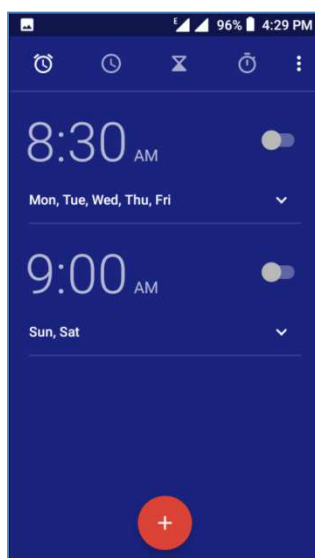 E 96% 4:29 PM
8:30 AM
Mon, Tue, Wed, Thu, Fri
9:00 AM
Sun, Sat